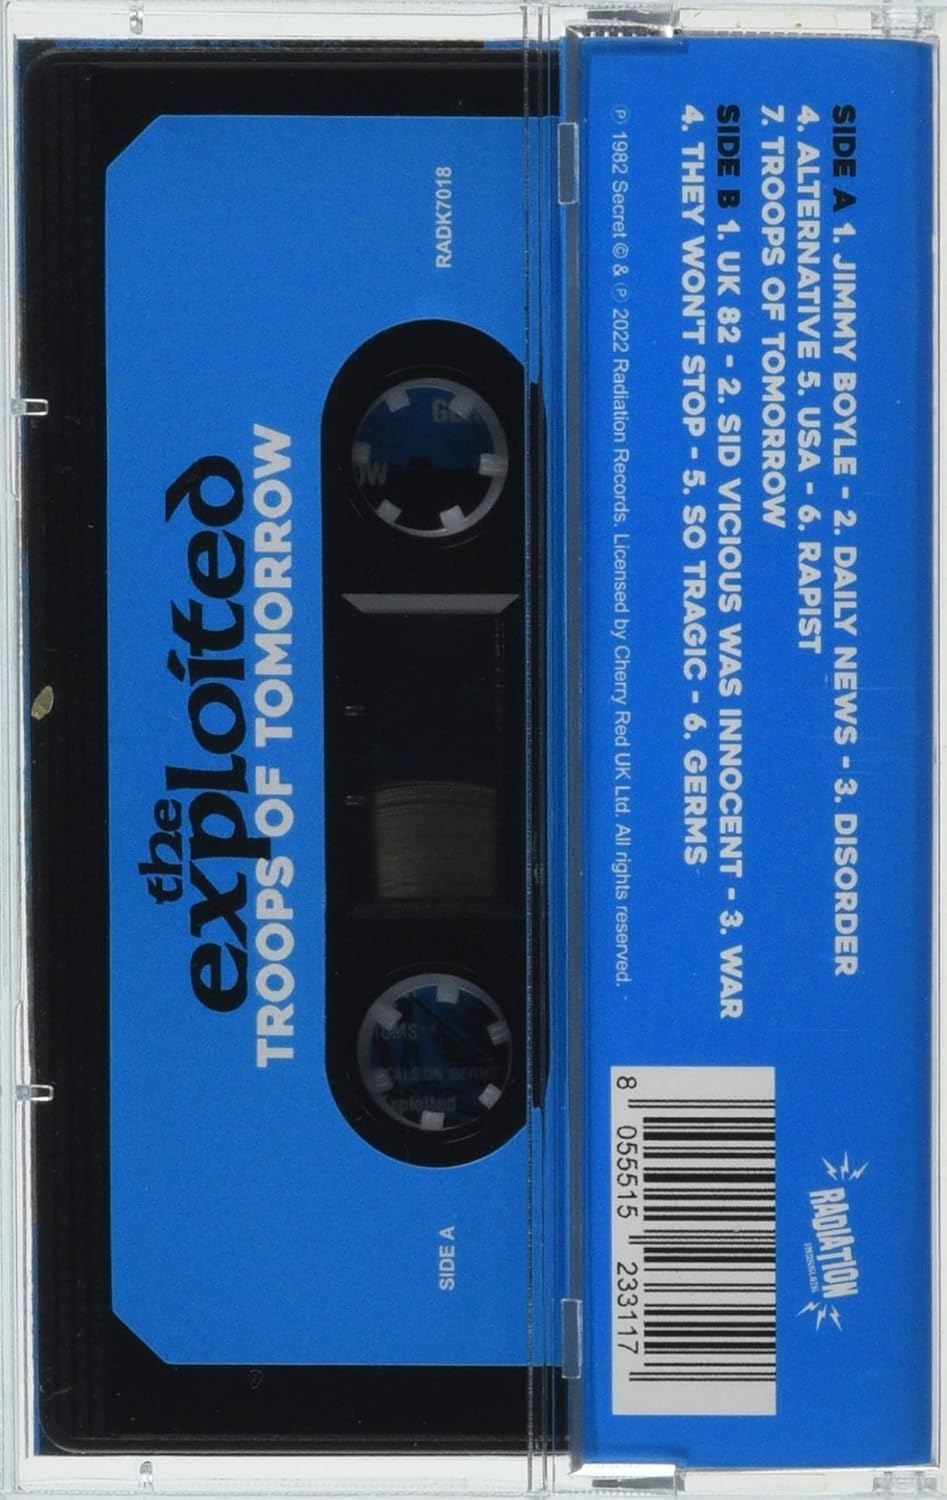 the
exploited
TROOPS OF TOMORROW
RADK7018
SIDE A
SIDE A 1. JIMMY BOYLE - 2. DAILY NEWS - 3. DISORDER
4. ALTERNATIVE 5. USA - 6. RAPIST
7. TROOPS OF TOMORROW
SIDE B 1. UK 82 - 2. SID VICIOUS WAS INNOCENT - 3. WAR
4. THEY WON'T STOP - 5. SO TRAGIC - 6. GERMS
℗ 1982 Secret © & ℗ 2022 Radiation Records. Licensed by Cherry Red UK Ltd. All rights reserved.
8 055515 233117
RADIATION